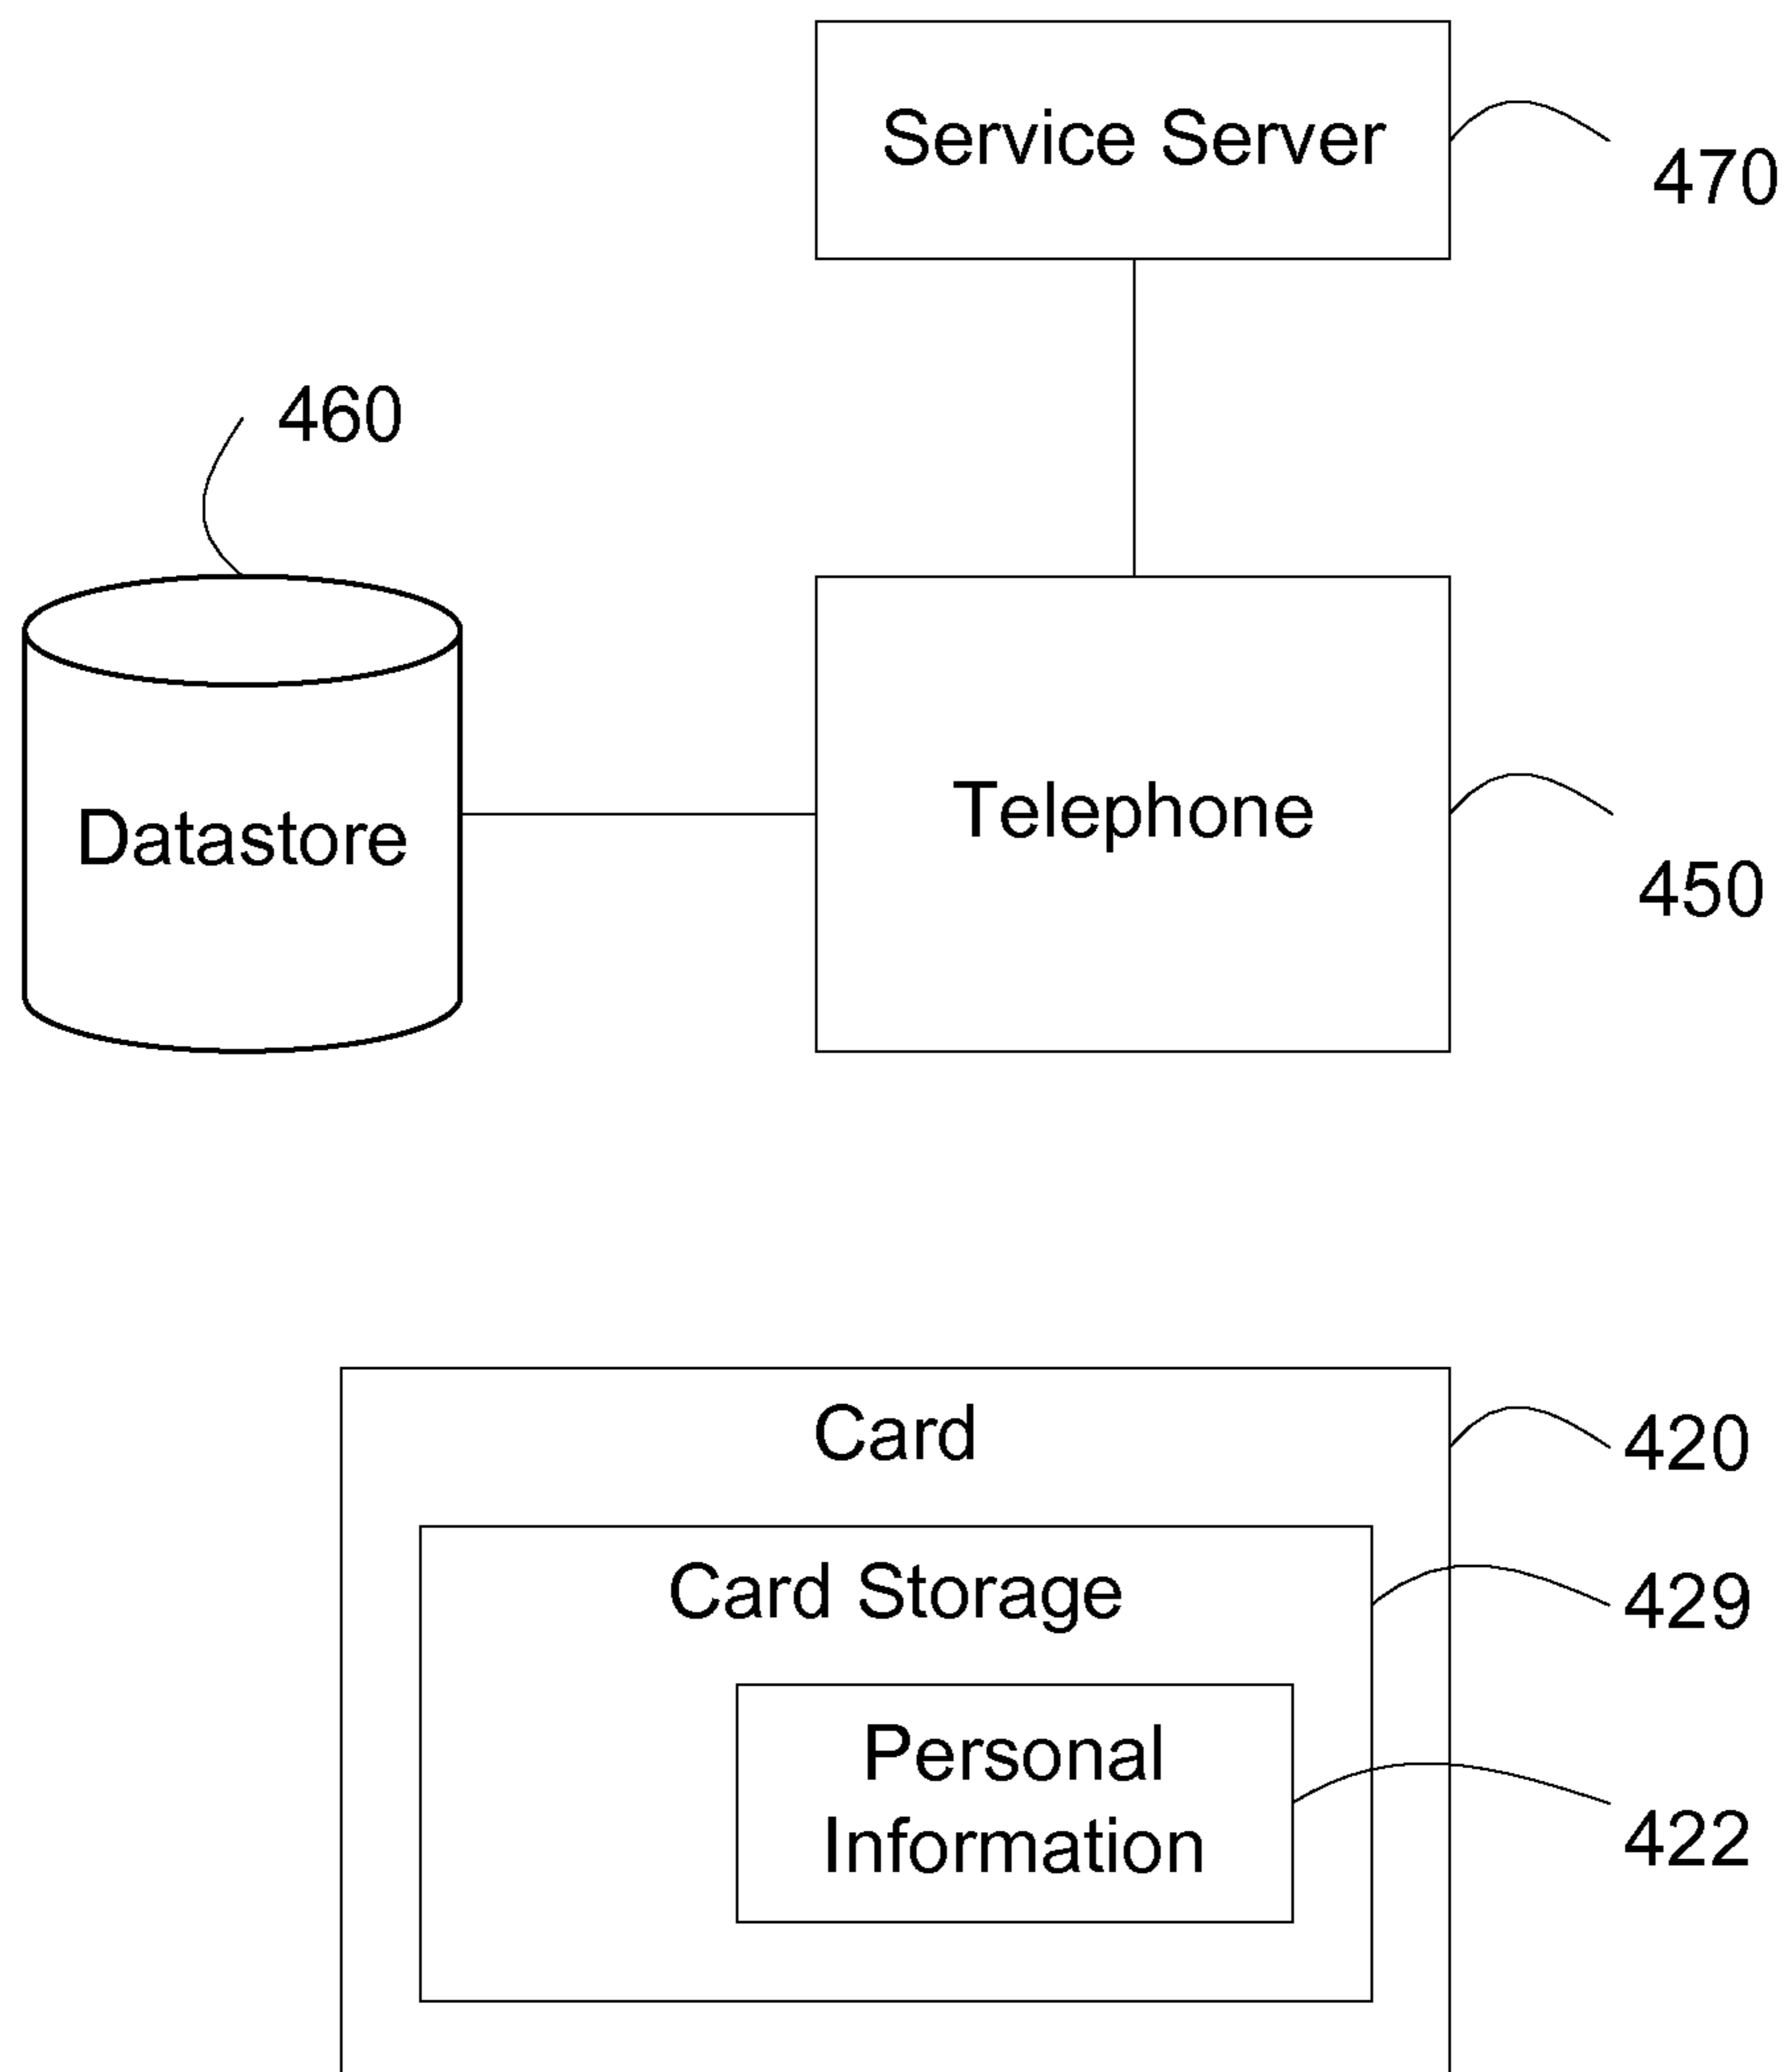 Service Server
470
460
Datastore
Telephone
450
Card
420
Card Storage
429
Personal
Information
422